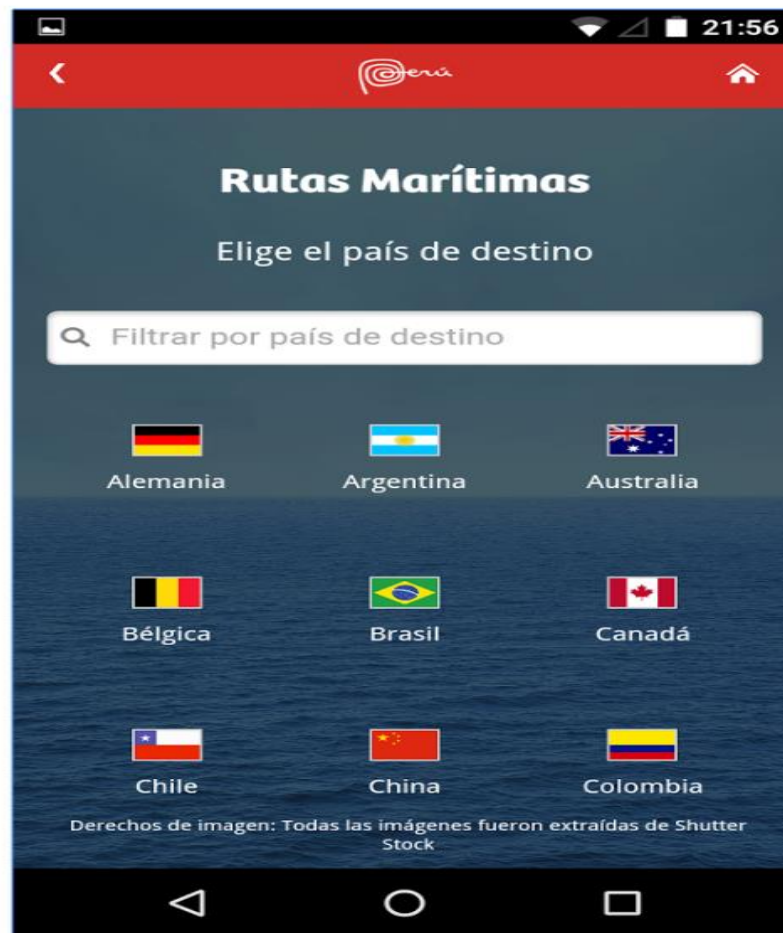 21:56
Perú
Rutas Marítimas
Elige el país de destino
Filtrar por país de destino
Alemania
Argentina
Australia
Bélgica
Brasil
Canadá
Chile
China
Colombia
Derechos de imagen: Todas las imágenes fueron extraídas de Shutter
Stock